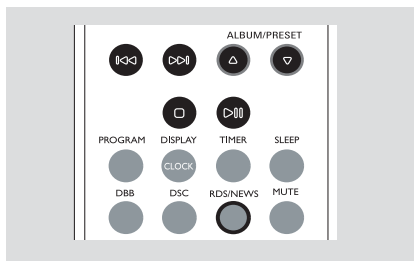 ALBUM/PRESET
PROGRAM DISPLAY TIMER SLEEP
CLOCK
DBB DSC RDS/NEWS MUTE